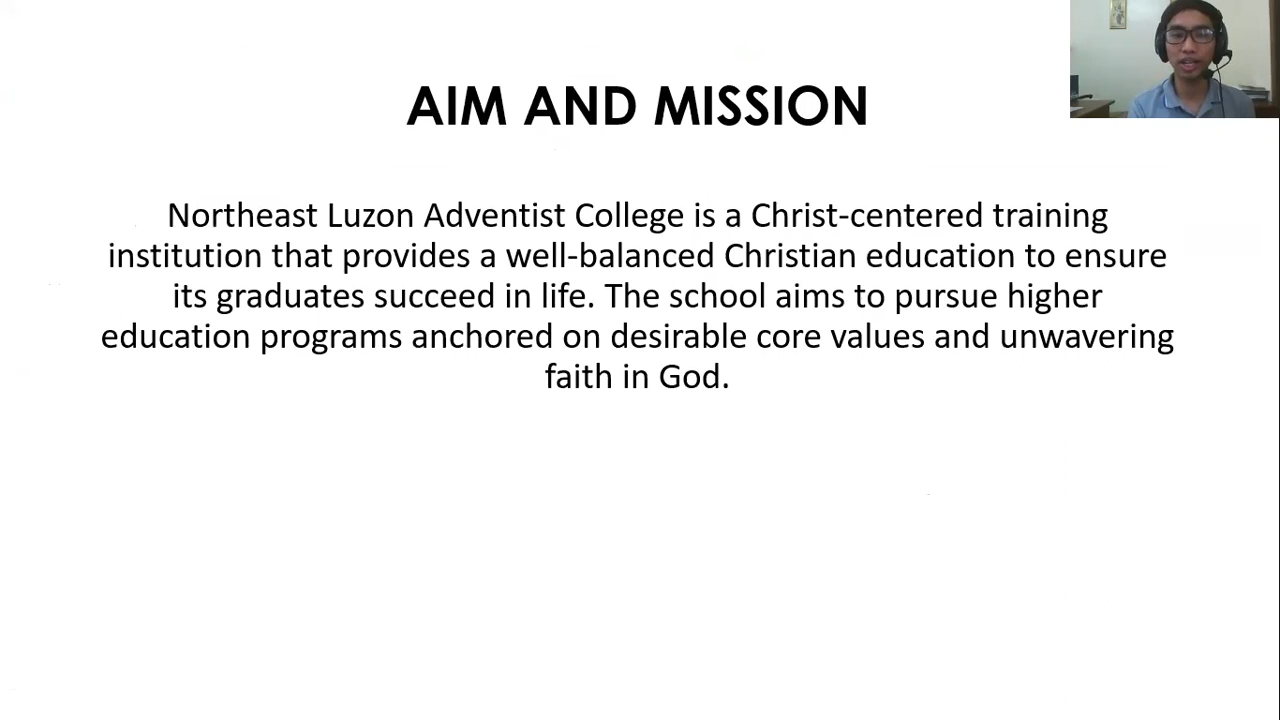 AIM AND MISSION
Northeast Luzon Adventist College is a Christ-centered training
institution that provides a well-balanced Christian education to ensure
its graduates succeed in life. The school aims to pursue higher
education programs anchored on desirable core values and unwavering
faith in God.